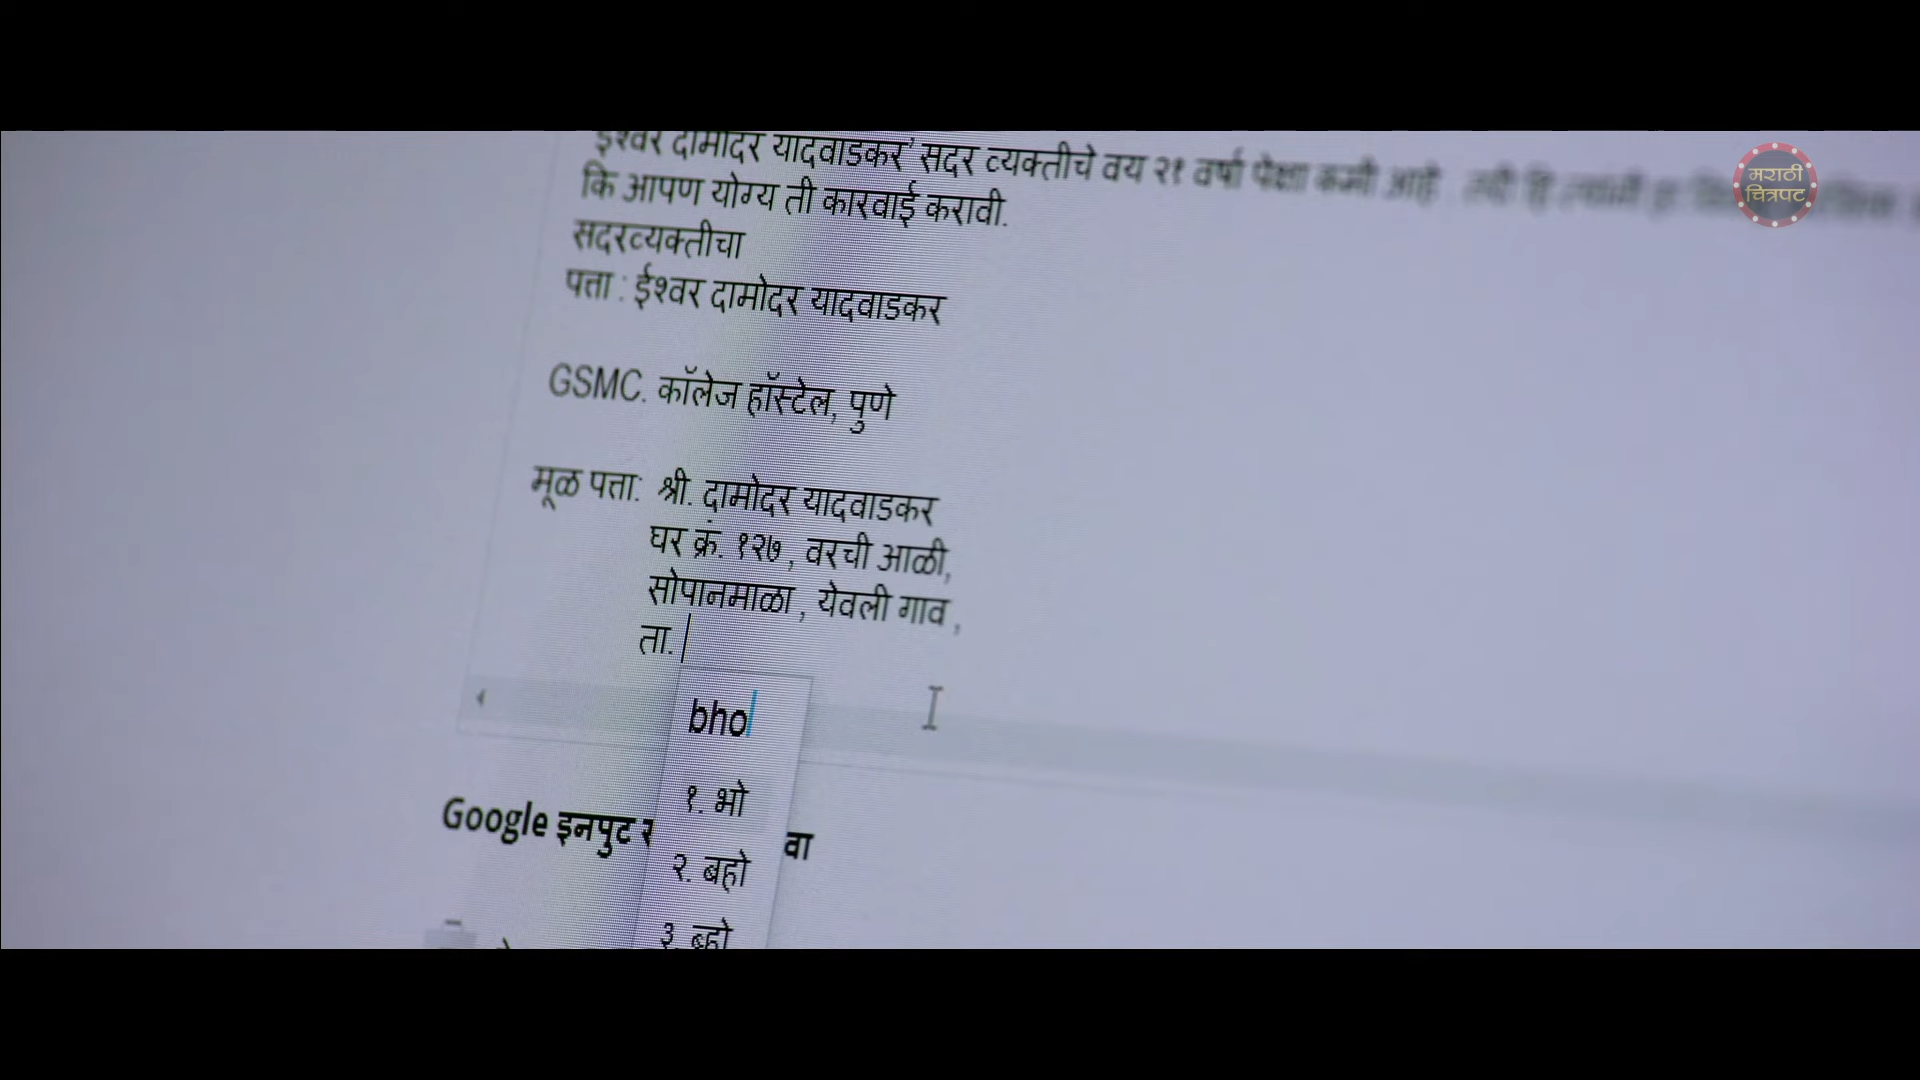 ईश्वर दामोदर यादवाडकर' सदर व्यक्तीचे वय २१ वर्षा पेक्षा कमी आहे
मराठी
चित्रपट
कि आपण योग्य ती कारवाई करावी.
सदरव्यक्तीचा
पत्ता : ईश्वर दामोदर यादवाडकर
GSMC. कॉलेज हॉस्टेल, पुणे
मूळ पत्ता: श्री. दामोदर यादवाडकर
घर क्रं. १२७ , वरची आळी,
सोपानमाळा , येवली गाव ,
ता.
bho
१. भो
Google इनपुट
२. बहो
३. ब्हो